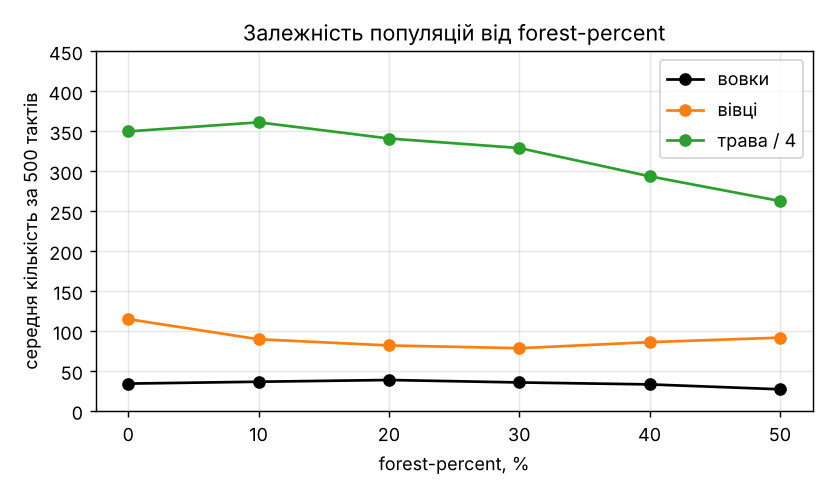 Залежність популяцій від forest-percent
середня кількість за 500 тактів
450
400
350
300
250
200
150
100
50
0
вовки
вівці
трава / 4
0 10 20 30 40 50
forest-percent, %